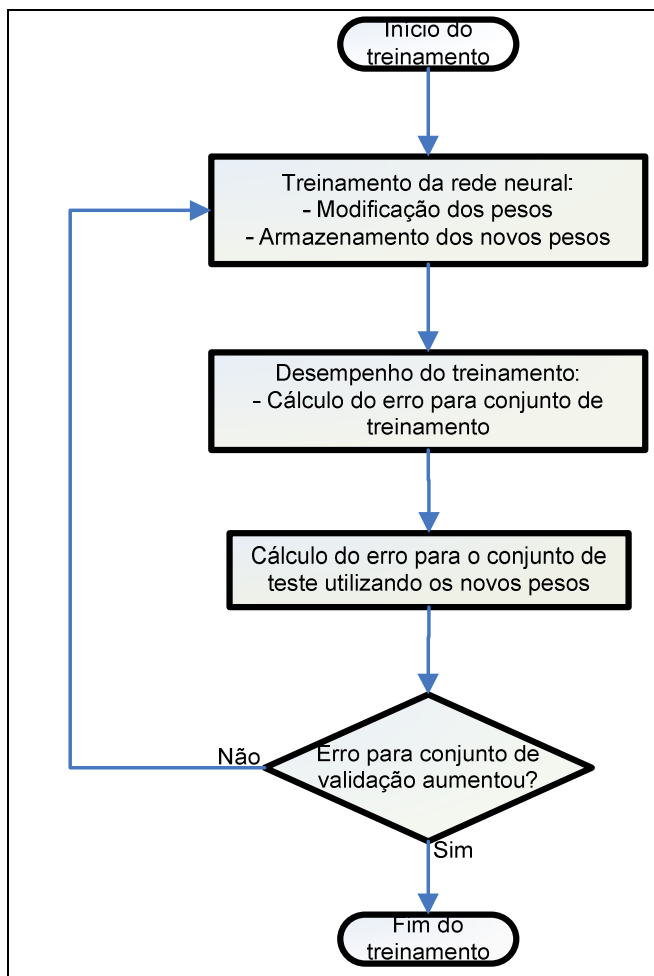 Início do
treinamento
Treinamento da rede neural:
- Modificação dos pesos
- Armazenamento dos novos pesos
Desempenho do treinamento:
- Cálculo do erro para conjunto de
treinamento
Cálculo do erro para o conjunto de
teste utilizando os novos pesos
Não
Erro para conjunto de
validação aumentou?
Sim
Fim do
treinamento